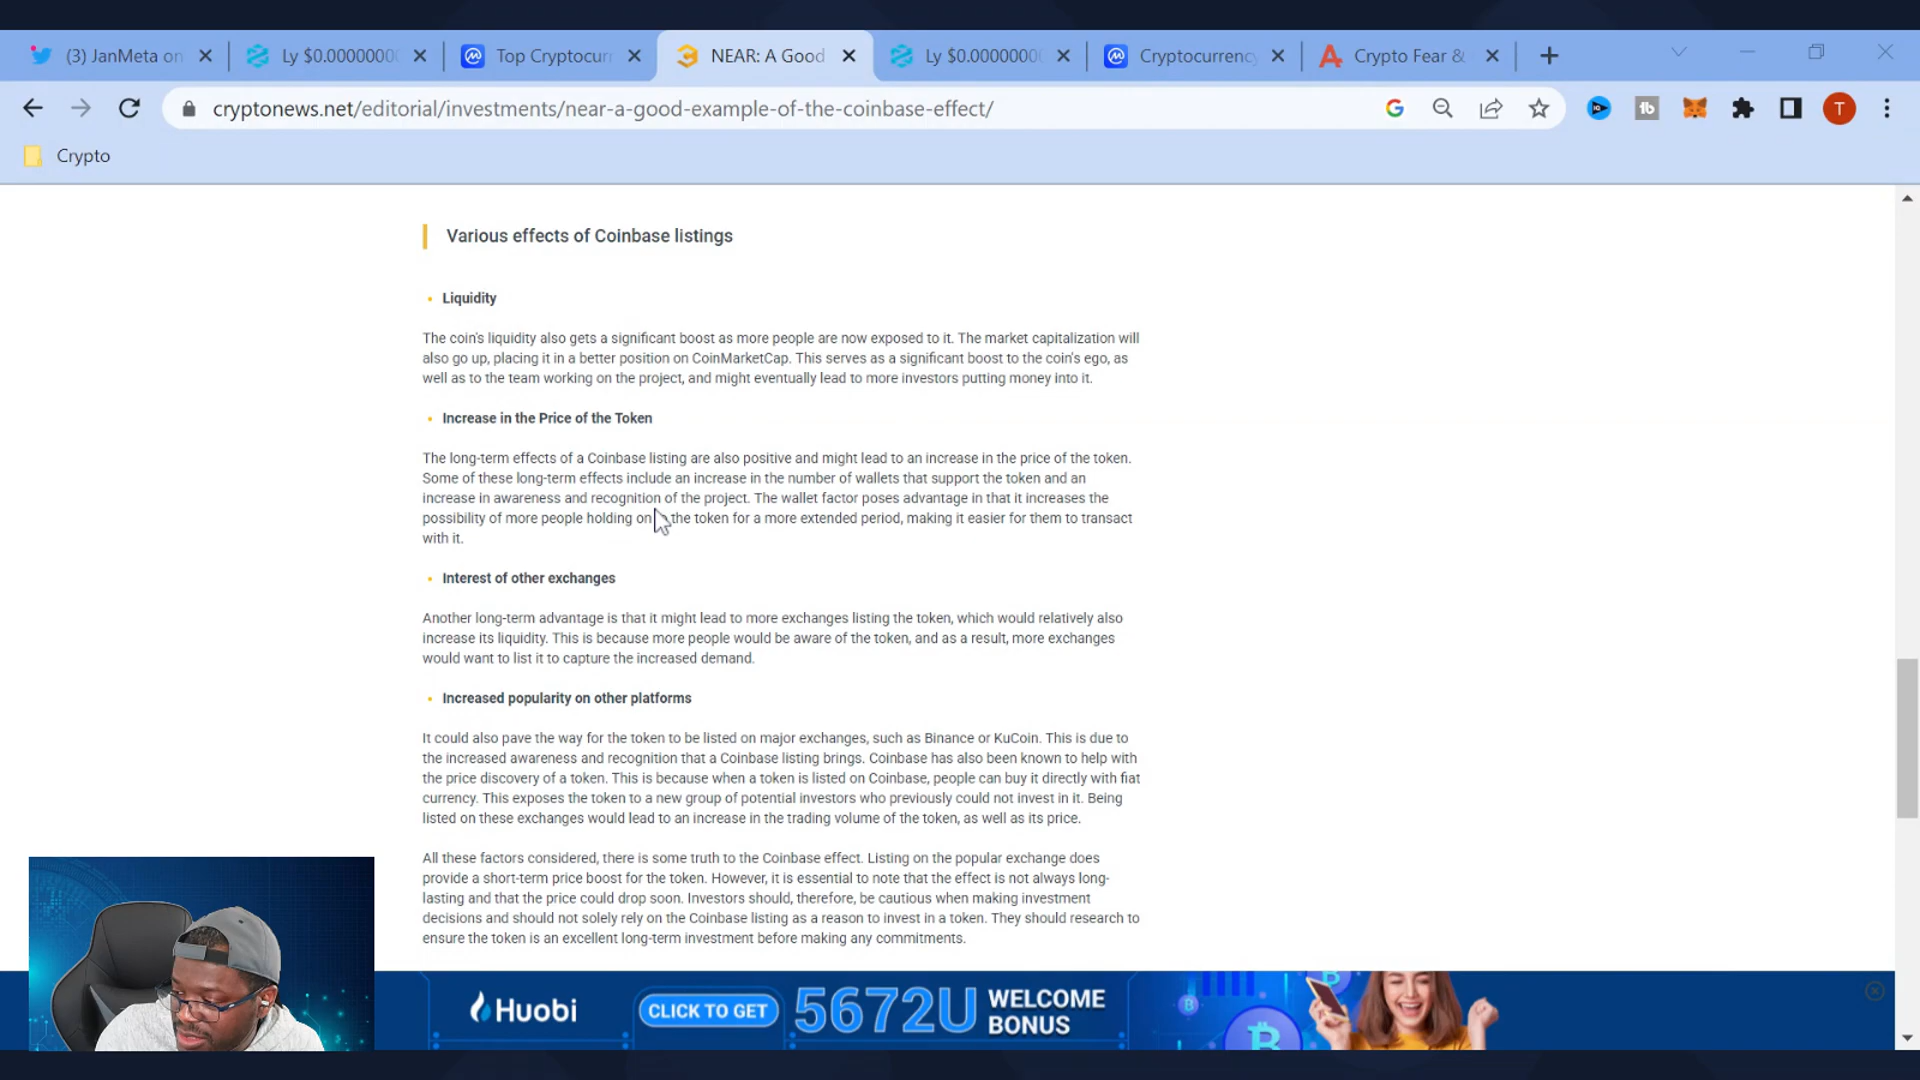 (3) JanMeta on
Ly $0.0000000
Top Cryptocurr
NEAR: A Good
Ly $0.0000000
Cryptocurrency
Crypto Fear &
cryptonews.net/editorial/investments/near-a-good-example-of-the-coinbase-effect/
T
Crypto
Various effects of Coinbase listings
• Liquidity
The coin's liquidity also gets a significant boost as more people are now exposed to it. The market capitalization will
also go up, placing it in a better position on CoinMarketCap. This serves as a significant boost to the coin's ego, as
well as to the team working on the project, and might eventually lead to more investors putting money into it.
• Increase in the Price of the Token
The long-term effects of a Coinbase listing are also positive and might lead to an increase in the price of the token.
Some of these long-term effects include an increase in the number of wallets that support the token and an
increase in awareness and recognition of the project. The wallet factor poses advantage in that it increases the
possibility of more people holding on the token for a more extended period, making it easier for them to transact
with it.
• Interest of other exchanges
Another long-term advantage is that it might lead to more exchanges listing the token, which would relatively also
increase its liquidity. This is because more people would be aware of the token, and as a result, more exchanges
would want to list it to capture the increased demand.
• Increased popularity on other platforms
It could also pave the way for the token to be listed on major exchanges, such as Binance or KuCoin. This is due to
the increased awareness and recognition that a Coinbase listing brings. Coinbase has also been known to help with
the price discovery of a token. This is because when a token is listed on Coinbase, people can buy it directly with fiat
currency. This exposes the token to a new group of potential investors who previously could not invest in it. Being
listed on these exchanges would lead to an increase in the trading volume of the token, as well as its price.
All these factors considered, there is some truth to the Coinbase effect. Listing on the popular exchange does
provide a short-term price boost for the token. However, it is essential to note that the effect is not always long-
lasting and that the price could drop soon. Investors should, therefore, be cautious when making investment
decisions and should not solely rely on the Coinbase listing as a reason to invest in a token. They should research to
ensure the token is an excellent long-term investment before making any commitments.
Huobi
CLICK TO GET
5672U
WELCOME
BONUS